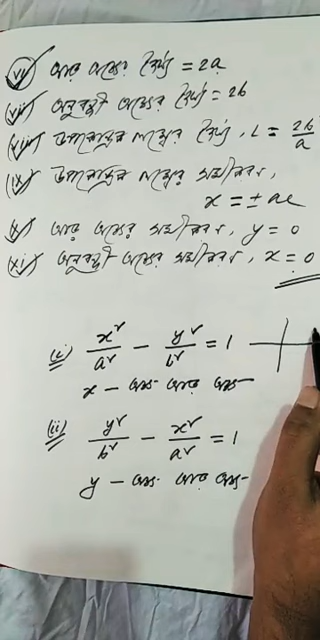 (vi) আড় অক্ষের দৈর্ঘ্য = 2a
(vii) অনুবন্ধী অক্ষের দৈর্ঘ্য = 2b
(viii) উপকেন্দ্রিক লম্বের দৈর্ঘ্য, L = 2b²/a
(ix) উপকেন্দ্রিক লম্বের সমীকরণ,
x = ± ae
(x) আড় অক্ষের সমীকরণ, y = 0
(xi) অনুবন্ধী অক্ষের সমীকরণ, x = 0
(i) x²/a² - y²/b² = 1
x - অক্ষ আড় অক্ষ
(ii) y²/b² - x²/a² = 1
y - অক্ষ আড় অক্ষ